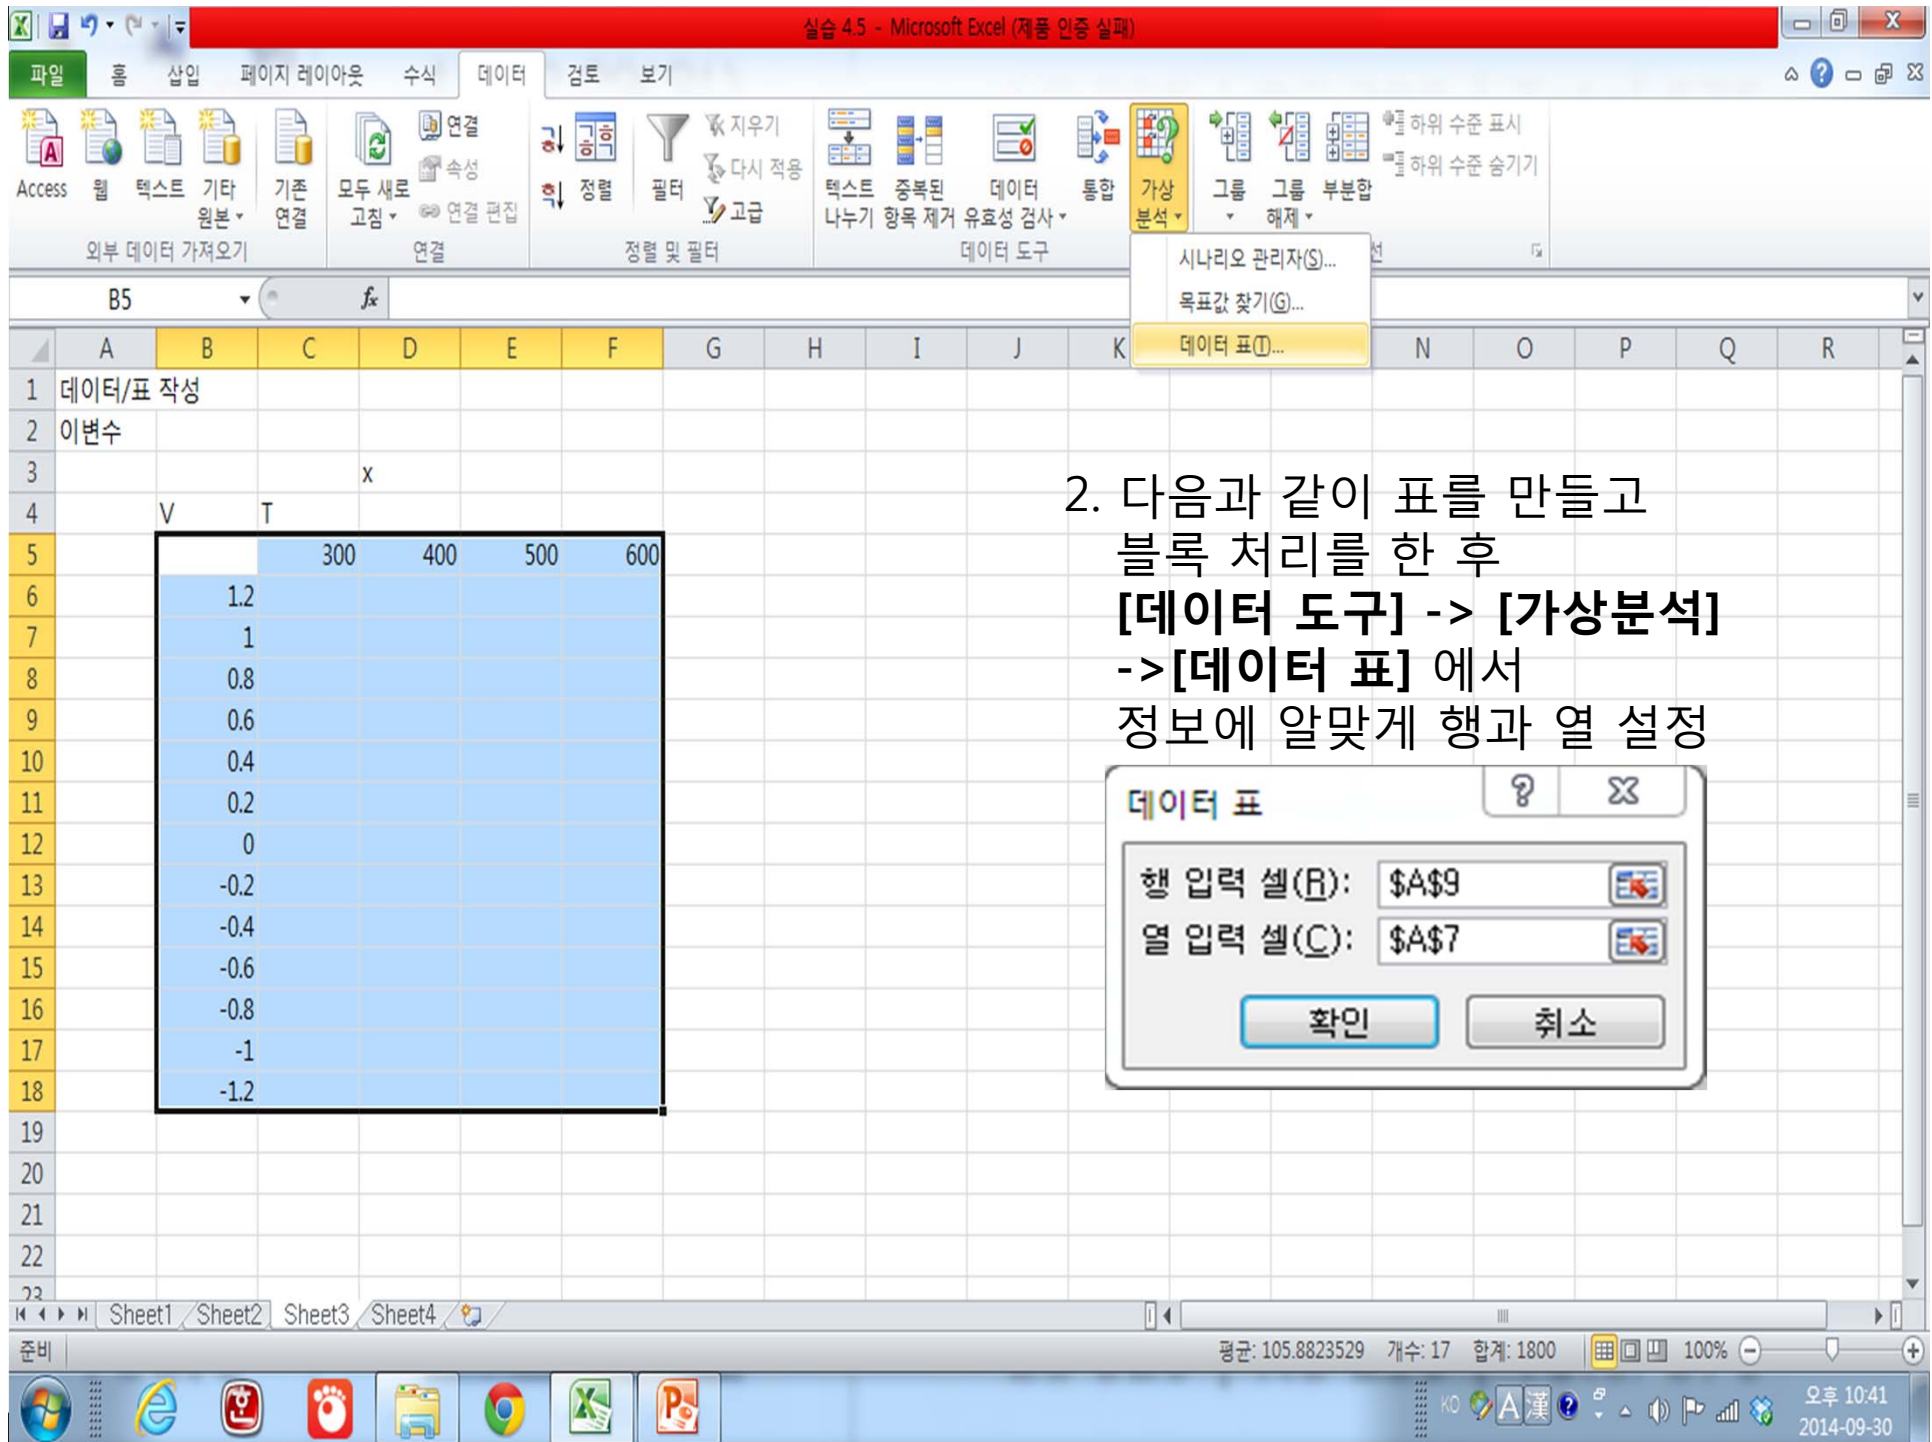 실습 4.5 - Microsoft Excel (제품 인증 실패)
파일 홈 삽입 페이지 레이아웃 수식 데이터 검토 보기
Access 웹 텍스트 기타 원본
기존 연결
외부 데이터 가져오기
모두 새로 고침
연결
속성
연결 편집
연결
정렬
필터
지우기
다시 적용
고급
정렬 및 필터
텍스트 나누기
중복된 항목 제거
데이터 유효성 검사
통합
가상 분석
데이터 도구
그룹
그룹 해제
부분합
하위 수준 표시
하위 수준 숨기기
시나리오 관리자(S)...
목표값 찾기(G)...
데이터 표(T)...
B5 fx
A B C D E F G H I J K N O P Q R
1 데이터/표 작성
2 이변수
3 x
4 V T
5 300 400 500 600
6 1.2
7 1
8 0.8
9 0.6
10 0.4
11 0.2
12 0
13 -0.2
14 -0.4
15 -0.6
16 -0.8
17 -1
18 -1.2
19
20
21
22
23
2. 다음과 같이 표를 만들고
블록 처리를 한 후
[데이터 도구] -> [가상분석]
->[데이터 표] 에서
정보에 알맞게 행과 열 설정
데이터 표
행 입력 셀(R): $A$9
열 입력 셀(C): $A$7
확인 취소
Sheet1 Sheet2 Sheet3 Sheet4
준비 평균: 105.8823529 개수: 17 합계: 1800 100%
KO A 漢
오후 10:41
2014-09-30